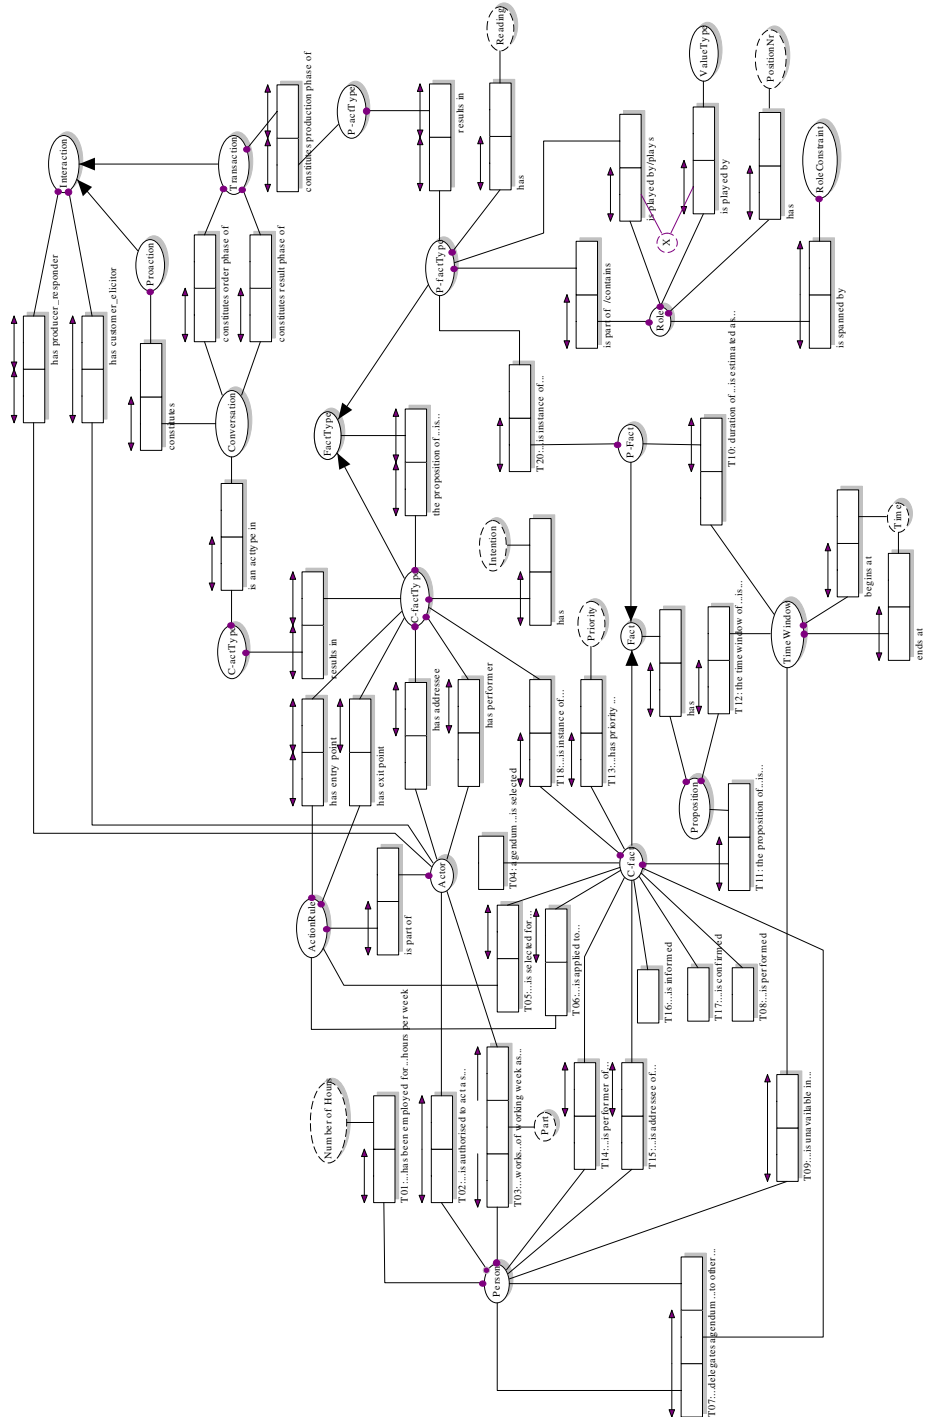 Reading
ValueType
PositionNr
RoleConstraint
Interaction
Transaction
constitutes production phase of
P-actType
results in
has
is played by/plays
is played by
has
X
Proaction
P-factType
is part of /contains
Role
is spanned by
has producer_responder
has customer_elicitor
constitutes order phase of
constitutes result phase of
constitutes
Conversation
FactType
the proposition of...is...
T20:...is instance of...
P-Fact
T10: duration of...is estimated as...
is an acttype in
Intention
has
begins at
Time
ends at
C-actType
results in
C-factType
Priority
Fact
has
T12: the timewindow of...is...
TimeWindow
has entry point
has exit point
has addressee
has performer
T18:...is instance of...
T13:...has priority ...
Proposition
T11: the proposition of...is...
T04: agendum ...is selected
C-fact
Actor
ActionRule
is part of
T05:...is selected for...
T06:...is applied to...
T16:...is informed
T17:...is confirmed
T08:...is performed
Number of Hour
T01:...has been employed for...hours per week
T02:...is authorised to act as...
T03:...works...of working week as...
Part
T14:...is performer of...
T15:...is addressee of...
T09:...is unavailable in...
Person
T07:...delegates agendum ...to other ...